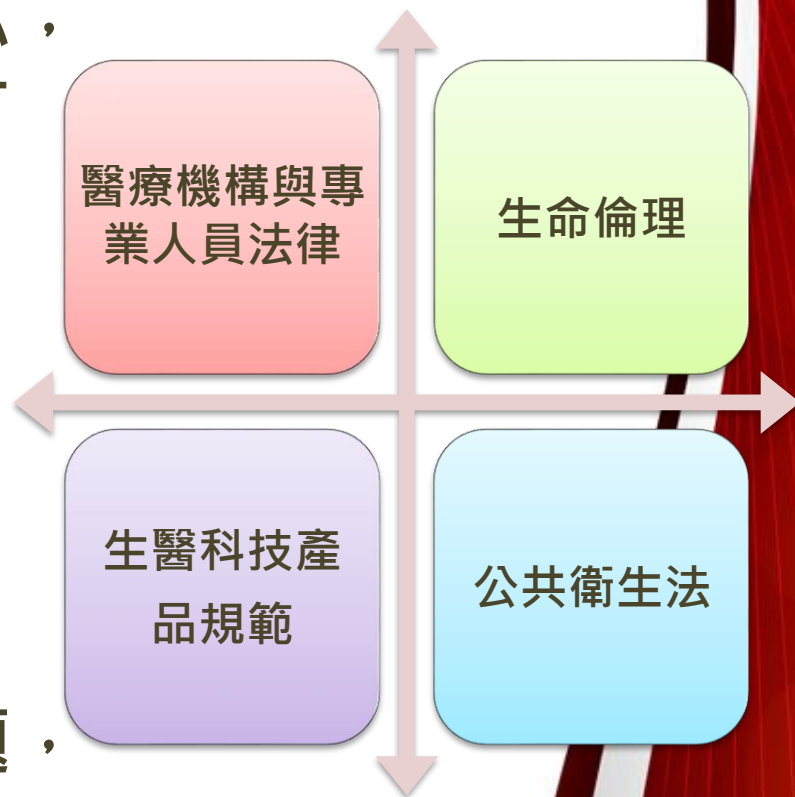 ，
醫療機構與專
業人員法律
生命倫理
生醫科技產
品規範
公共衛生法
，